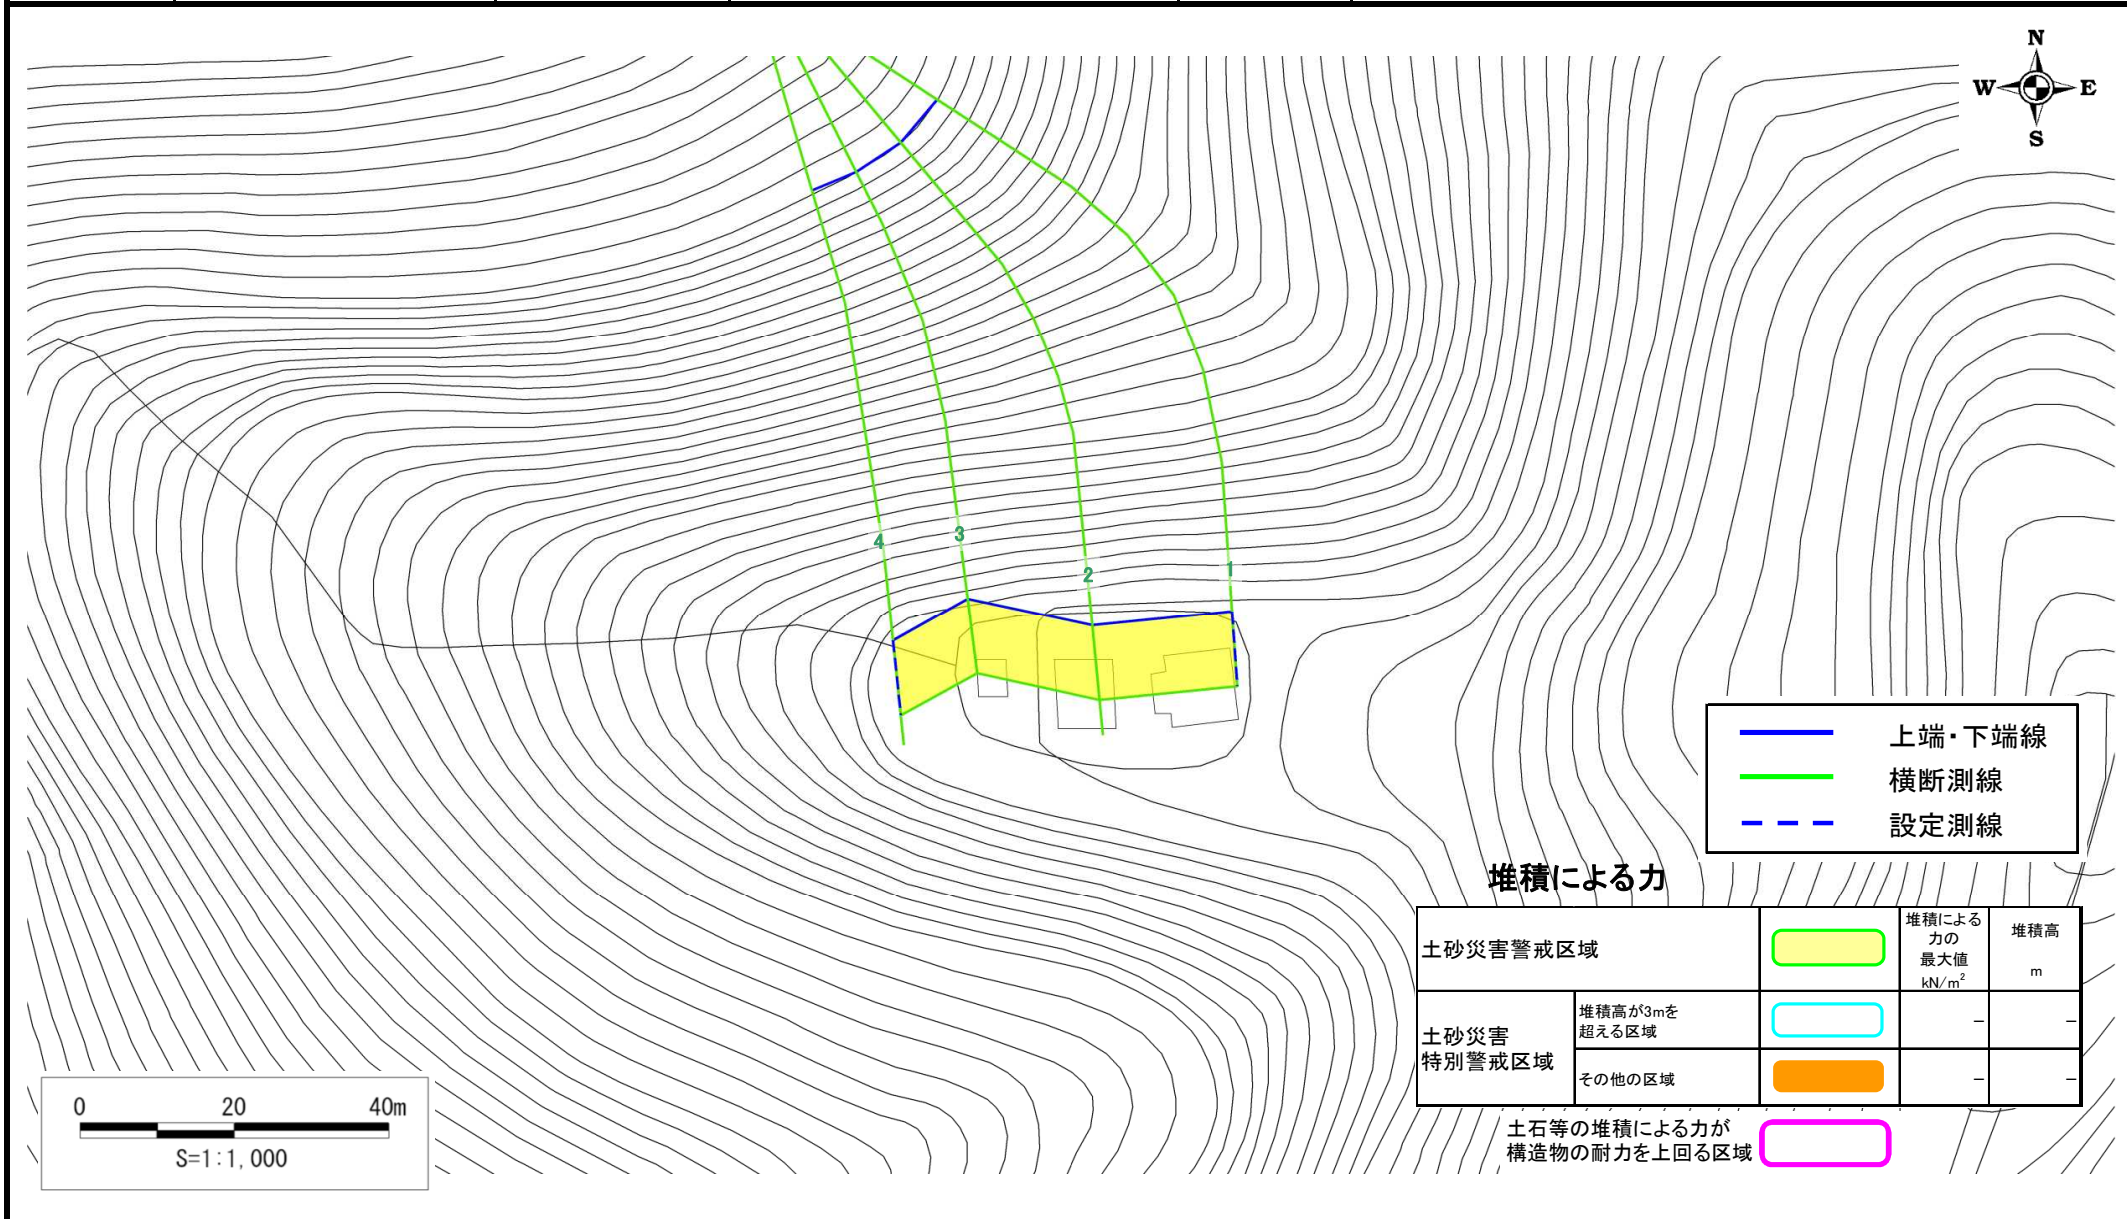 N
W E
S
4
3
2
1
上端・下端線
横断測線
設定測線
堆積による力
土砂災害警戒区域
堆積による
力の
最大値
kN/m²
堆積高
m
土砂災害
特別警戒区域
堆積高が3mを
超える区域
－ －
その他の区域
－ －
土石等の堆積による力が
構造物の耐力を上回る区域
0 20 40m
S=1:1,000